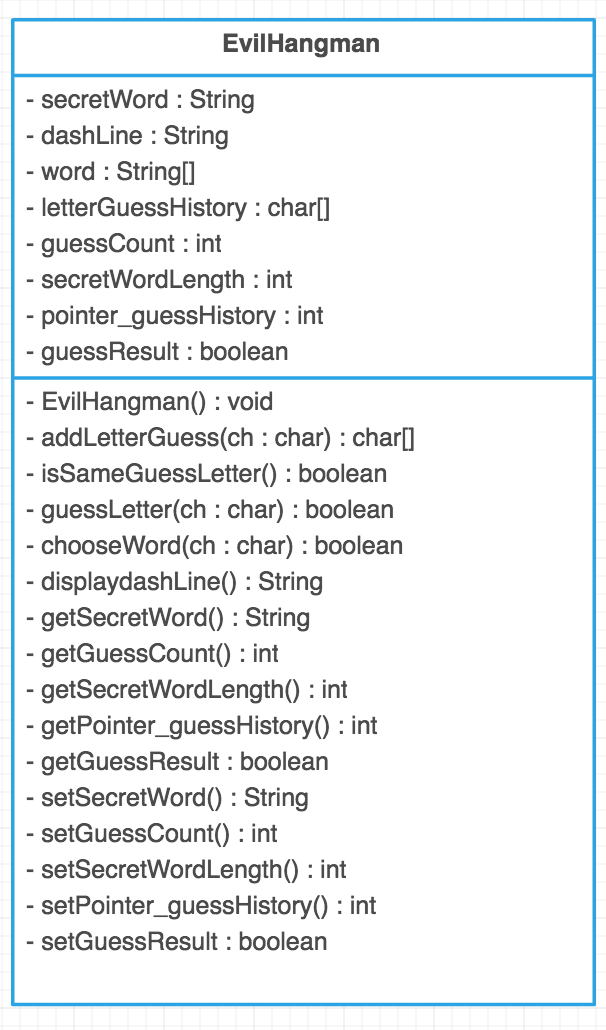 EvilHangman
- secretWord : String
- dashLine : String
- word : String[]
- letterGuessHistory : char[]
- guessCount : int
- secretWordLength : int
- pointer_guessHistory : int
- guessResult : boolean
- EvilHangman() : void
- addLetterGuess(ch : char) : char[]
- isSameGuessLetter() : boolean
- guessLetter(ch : char) : boolean
- chooseWord(ch : char) : boolean
- displaydashLine() : String
- getSecretWord() : String
- getGuessCount() : int
- getSecretWordLength() : int
- getPointer_guessHistory() : int
- getGuessResult : boolean
- setSecretWord() : String
- setGuessCount() : int
- setSecretWordLength() : int
- setPointer_guessHistory() : int
- setGuessResult : boolean